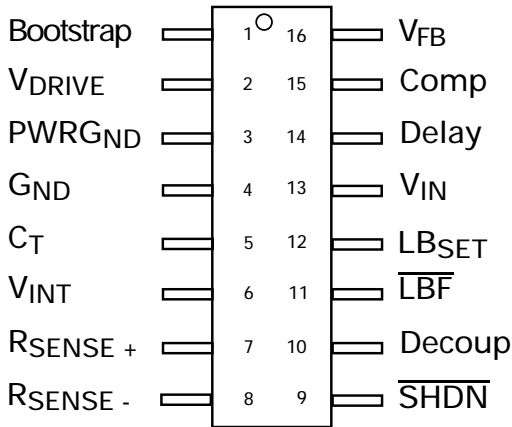 Bootstrap 1 16 VFB
VDRIVE 2 15 Comp
PWRGND 3 14 Delay
GND 4 13 VIN
CT 5 12 LBSET
VINT 6 11 LBF
RSENSE + 7 10 Decoup
RSENSE - 8 9 SHDN